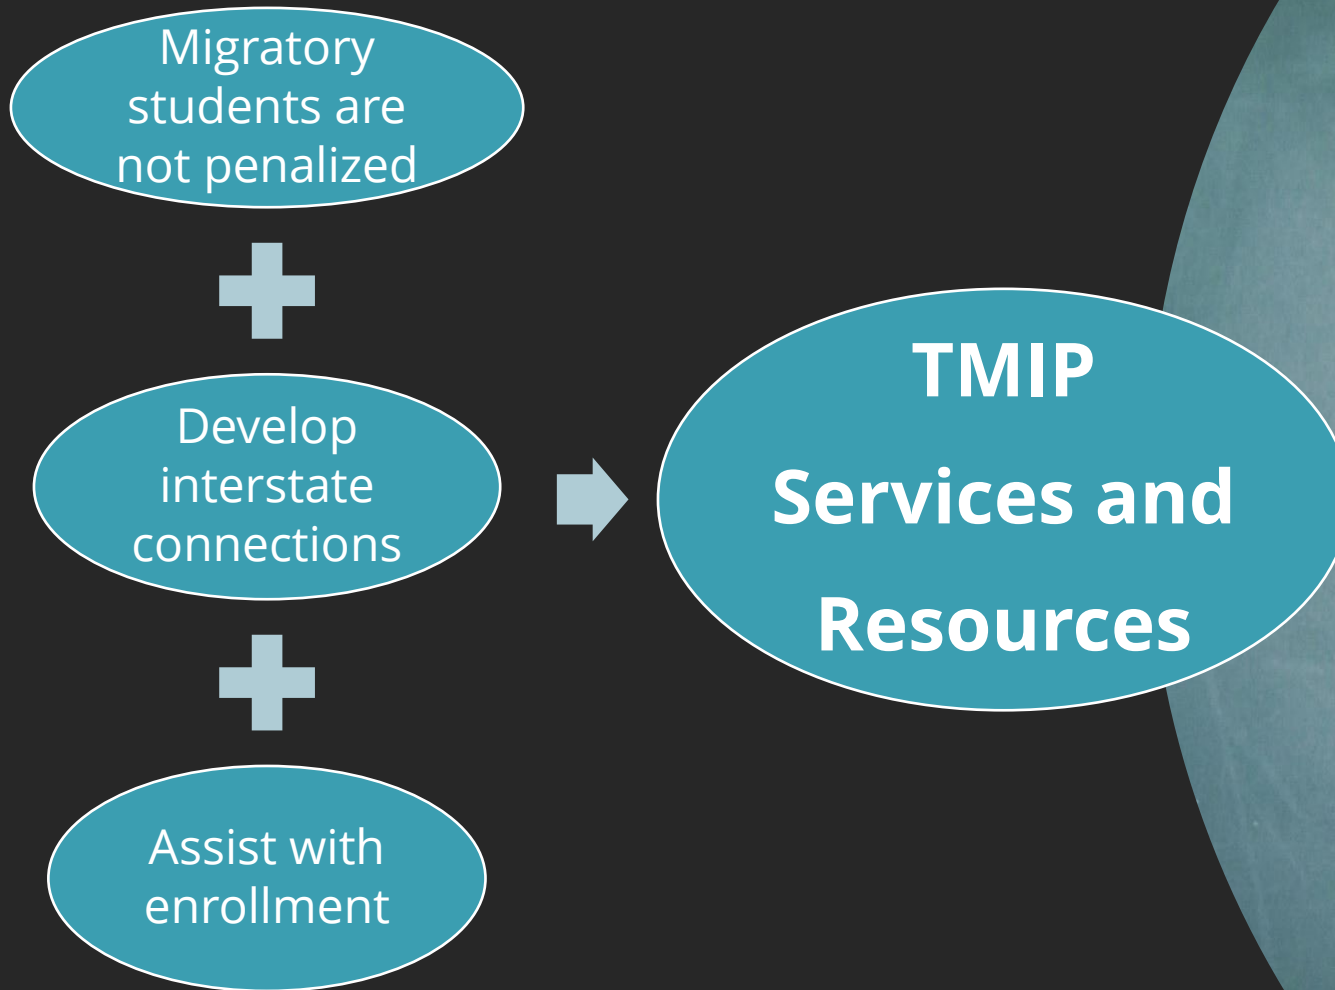 Migratory
students are
not penalized
Develop
interstate
connections
Assist with
enrollment
TMIP
Services and
Resources